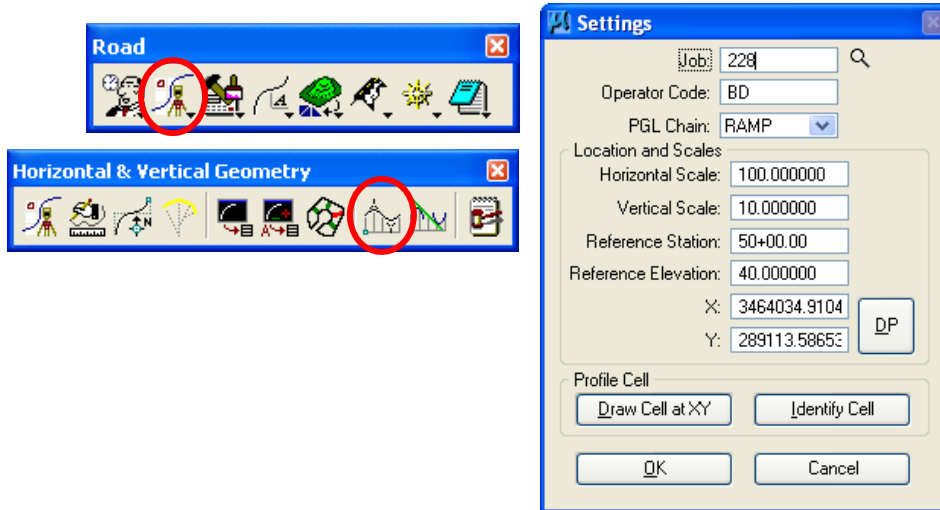 Road
Horizontal & Vertical Geometry
Settings
Job: 228
Operator Code: BD
PGL Chain: RAMP
Location and Scales
Horizontal Scale: 100.000000
Vertical Scale: 10.000000
Reference Station: 50+00.00
Reference Elevation: 40.000000
X: 3464034.9104
Y: 289113.58653
DP
Profile Cell
Draw Cell at XY Identify Cell
OK Cancel